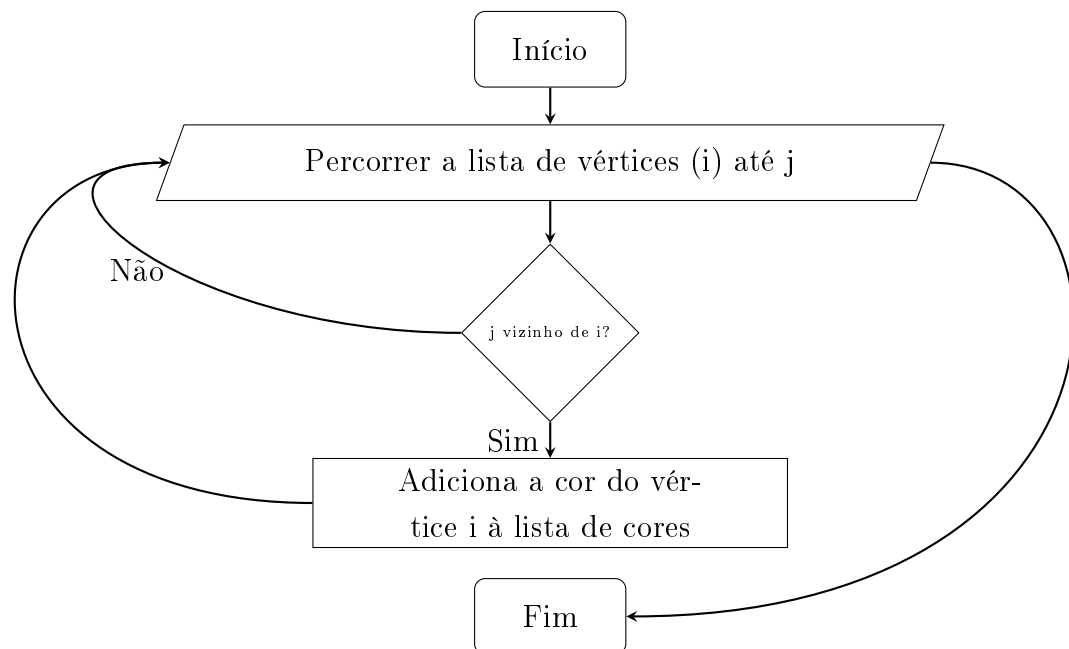 Início
Percorrer a lista de vértices (i) até j
Não
j vizinho de i?
Sim
Adiciona a cor do vér-
tice i à lista de cores
Fim